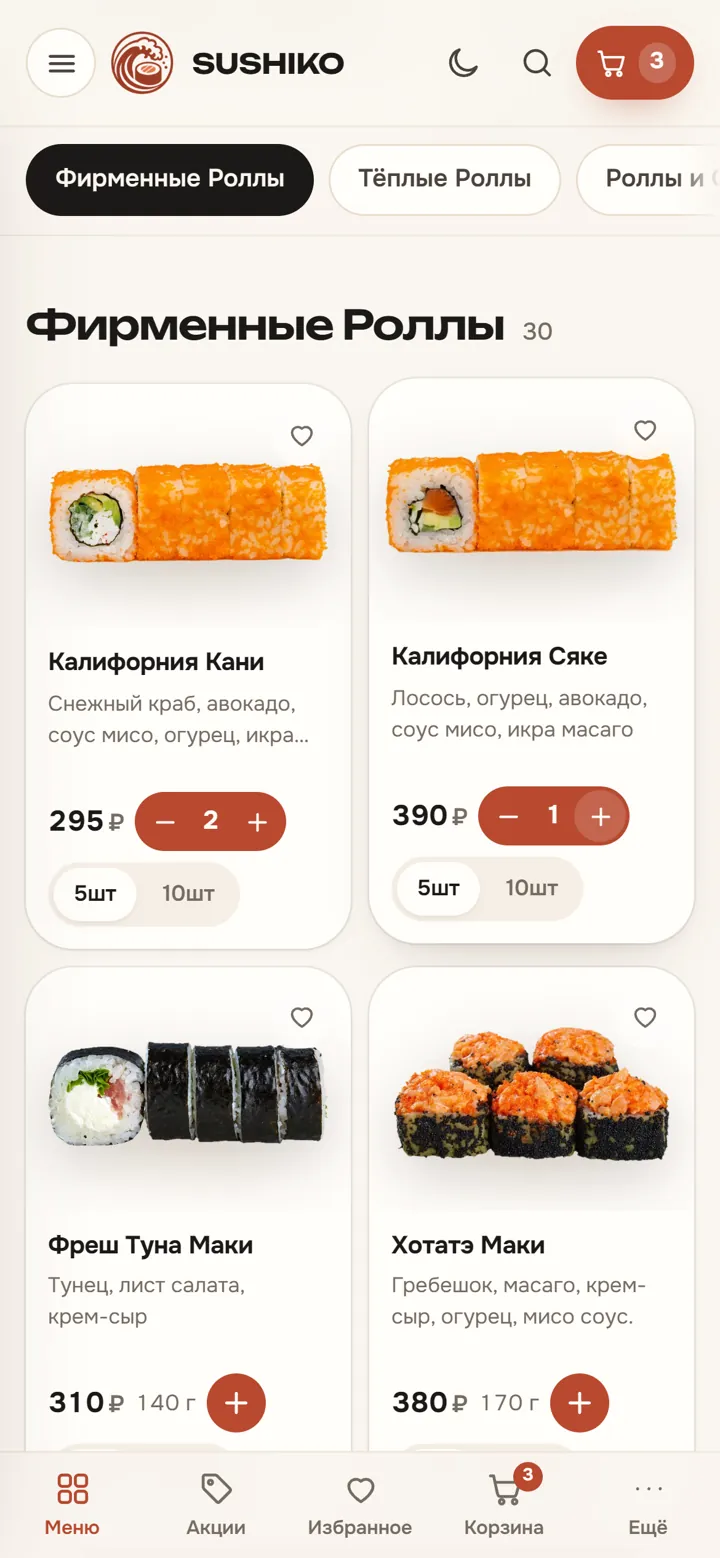 SUSHIKO
3
Фирменные Роллы
Тёплые Роллы
Роллы и
Фирменные Роллы 30
Калифорния Кани
Снежный краб, авокадо,
соус мисо, огурец, икра...
295 ₽ − 2 +
5шт 10шт
Калифорния Сяке
Лосось, огурец, авокадо,
соус мисо, икра масаго
390 ₽ − 1 +
5шт 10шт
Фреш Туна Маки
Тунец, лист салата,
крем-сыр
310 ₽ 140 г +
Хотатэ Маки
Гребешок, масаго, крем-
сыр, огурец, мисо соус.
380 ₽ 170 г +
3
Меню
Акции
Избранное
Корзина
Ещё